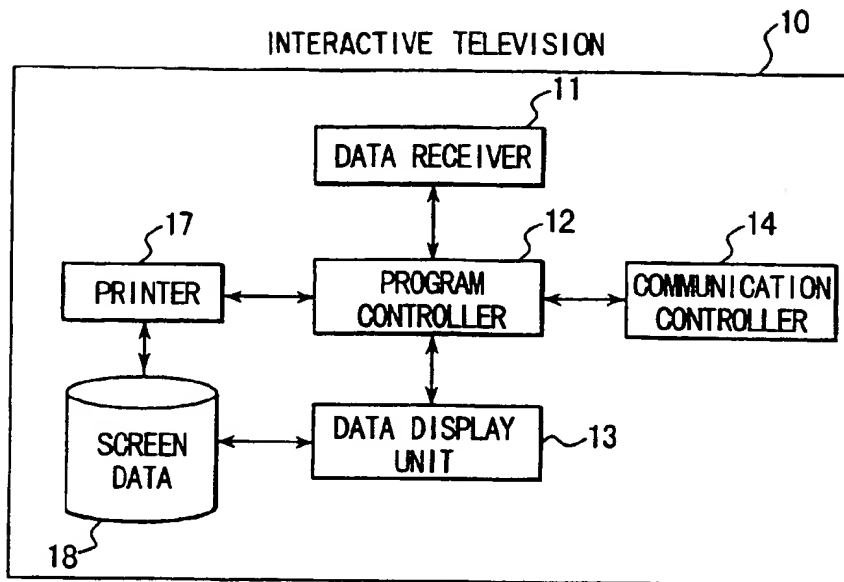 INTERACTIVE TELEVISION
10
11
DATA RECEIVER
17
12
14
PRINTER
PROGRAM
CONTROLLER
COMMUNICATION
CONTROLLER
SCREEN
DATA
DATA DISPLAY
UNIT
13
18